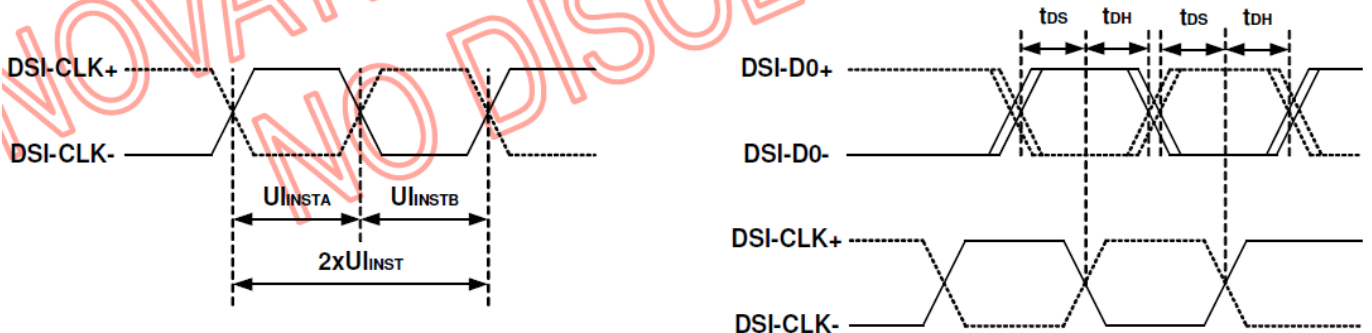 NOVAT
NO DISCL
DSI-CLK+
DSI-CLK-
UIINSTA
UIINSTB
2xUIINST
tDS
tDH
tDS
tDH
DSI-D0+
DSI-D0-
DSI-CLK+
DSI-CLK-